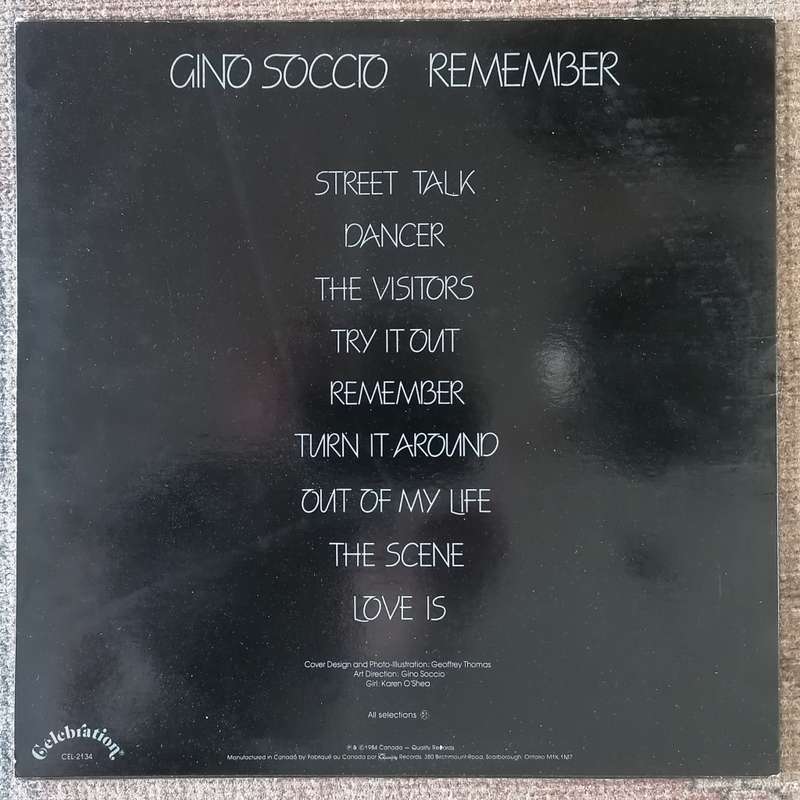 GINO SOCCIO REMEMBER
STREET TALK
DANCER
THE VISITORS
TRY IT OUT
REMEMBER
TURN IT AROUND
OUT OF MY LIFE
THE SCENE
LOVE IS
Cover Design and Photo-Illustration: Geoffrey Thomas
Art Direction: Gino Soccio
Girl: Karen O'Shea
All selections
Celebration
CEL-2134
℗ & © 1984 Canada — Quality Records
Manufactured in Canada by Fabriqué au Canada par Quality Records, 380 Birchmount Road, Scarborough, Ontario M1K 1M7